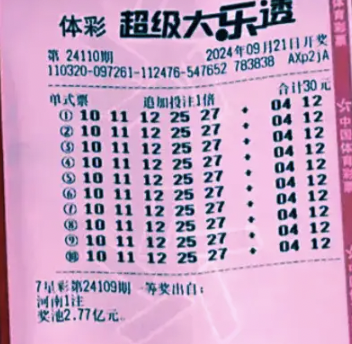 体彩 超级大乐透
第 24110期 2024年09月21日开奖
110320-097261-112476-547652 783838 AXp2jA
合计30元
单式票 追加投注1倍
① 10 11 12 25 27 + 04 12
② 10 11 12 25 27 + 04 12
③ 10 11 12 25 27 + 04 12
④ 10 11 12 25 27 + 04 12
⑤ 10 11 12 25 27 + 04 12
⑥ 10 11 12 25 27 + 04 12
⑦ 10 11 12 25 27 + 04 12
⑧ 10 11 12 25 27 + 04 12
⑨ 10 11 12 25 27 + 04 12
⑩ 10 11 12 25 27 + 04 12
7星彩第24109期一等奖出自:
河南1注
奖池2.77亿元。
体育彩票
中国体育彩票